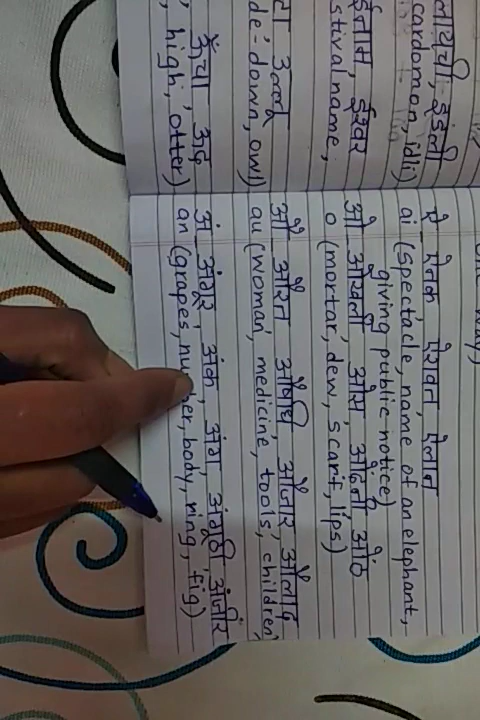 इलायची, इडली
cardomon, idli)
ईनाम, ईश्वर
stival name,
उल्लू
de-down, owl)
ऊँचा, ऊद
, high, otter)
way)
ऐ ऐनक, ऐरावत, ऐलान
ai (Spectacle, name of an elephant,
giving public notice)
ओ ओखली, ओस, ओढ़नी, ओंठ
o (mortar, dew, scarf, lips)
औ औरत औषधि, औजार, औलाद
au (woman, medicine, tools, children)
अं अंगूर, अंक, अंग, अंगूठी, अंजीर
an (grapes, number, body, ring, fig)